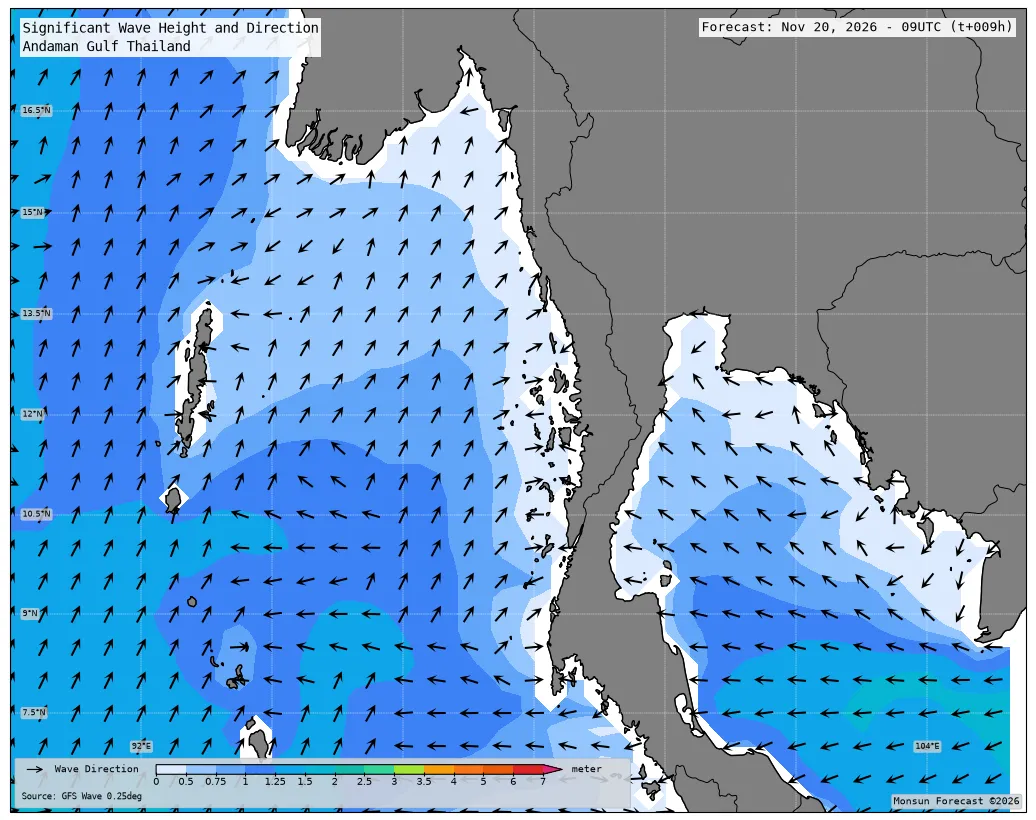 Significant Wave Height and Direction
Andaman Gulf Thailand
Forecast: Nov 20, 2026 - 09UTC (t+009h)
16.5°N
15°N
13.5°N
12°N
10.5°N
9°N
7.5°N
92°E
104°E
Wave Direction
0.5 0.75 1 1.25 1.5 2 2.5 3 3.5 4 5 6 7
meter
Source: GFS Wave 0.25deg
Monsun Forecast ©2026